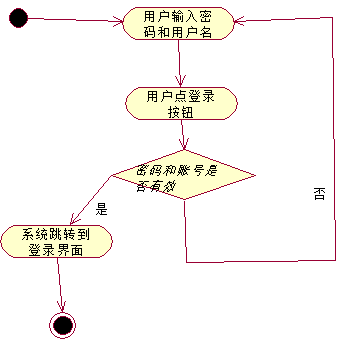 用户输入密
码和用户名
用户点登录
按钮
密码和账号是
否有效
是
否
系统跳转到
登录界面